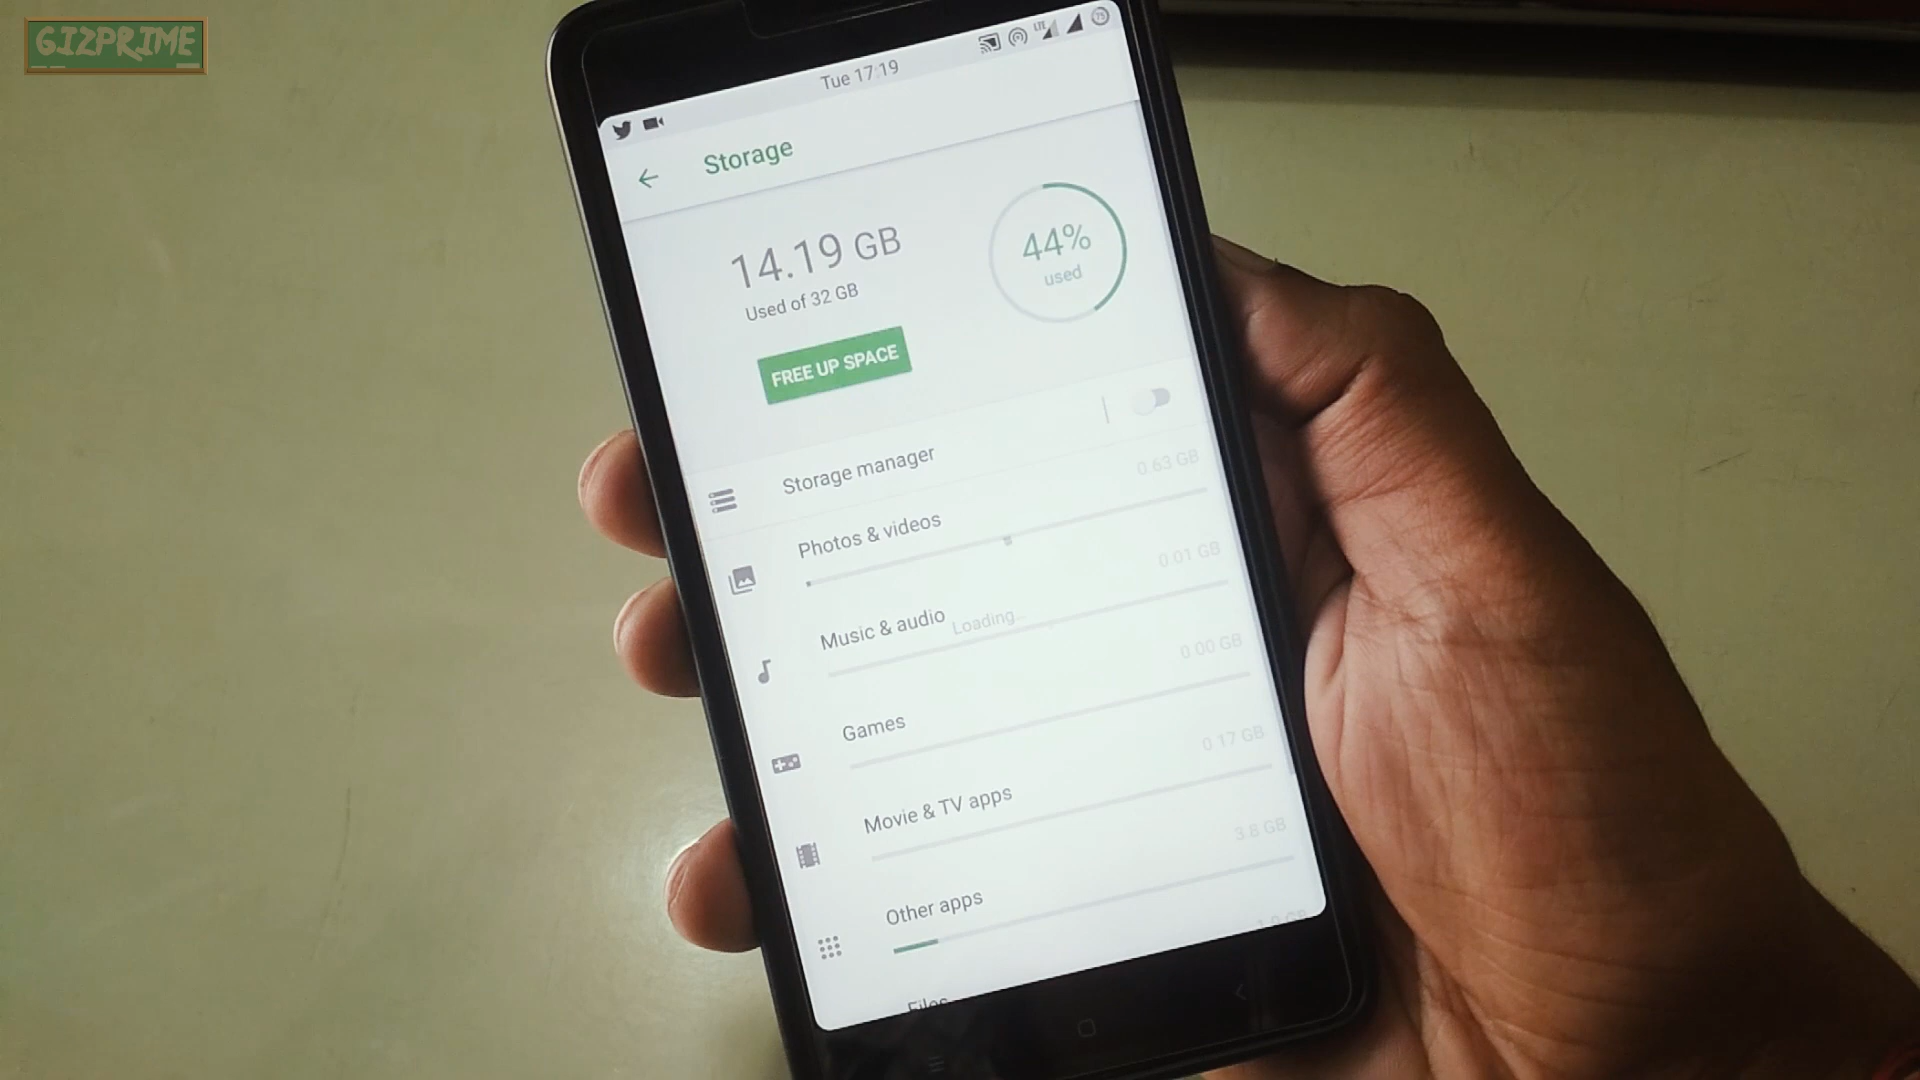 GIZPRIME
Tue 17:19
LTE
75
Storage
14.19 GB
Used of 32 GB
44%
used
FREE UP SPACE
Storage manager
Photos & videos
0.63 GB
Music & audio
0.01 GB
Loading...
Games
0.00 GB
Movie & TV apps
0.17 GB
Other apps
3.8 GB
Files